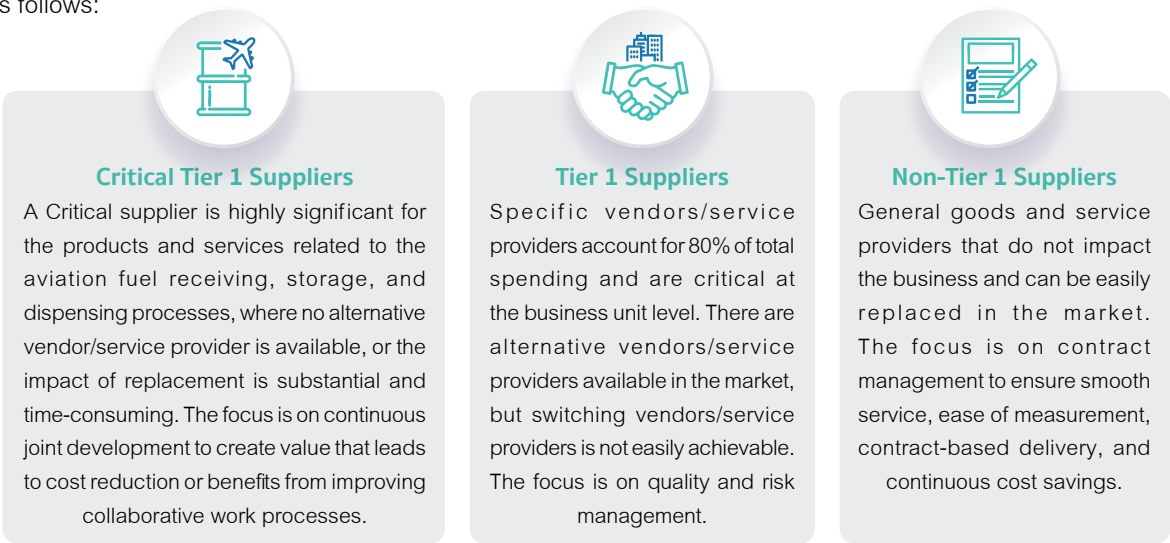 s follows:
Critical Tier 1 Suppliers
A Critical supplier is highly significant for
the products and services related to the
aviation fuel receiving, storage, and
dispensing processes, where no alternative
vendor/service provider is available, or the
impact of replacement is substantial and
time-consuming. The focus is on continuous
joint development to create value that leads
to cost reduction or benefits from improving
collaborative work processes.
Tier 1 Suppliers
Specific vendors/service
providers account for 80% of total
spending and are critical at
the business unit level. There are
alternative vendors/service
providers available in the market,
but switching vendors/service
providers is not easily achievable.
The focus is on quality and risk
management.
Non-Tier 1 Suppliers
General goods and service
providers that do not impact
the business and can be easily
replaced in the market.
The focus is on contract
management to ensure smooth
service, ease of measurement,
contract-based delivery, and
continuous cost savings.